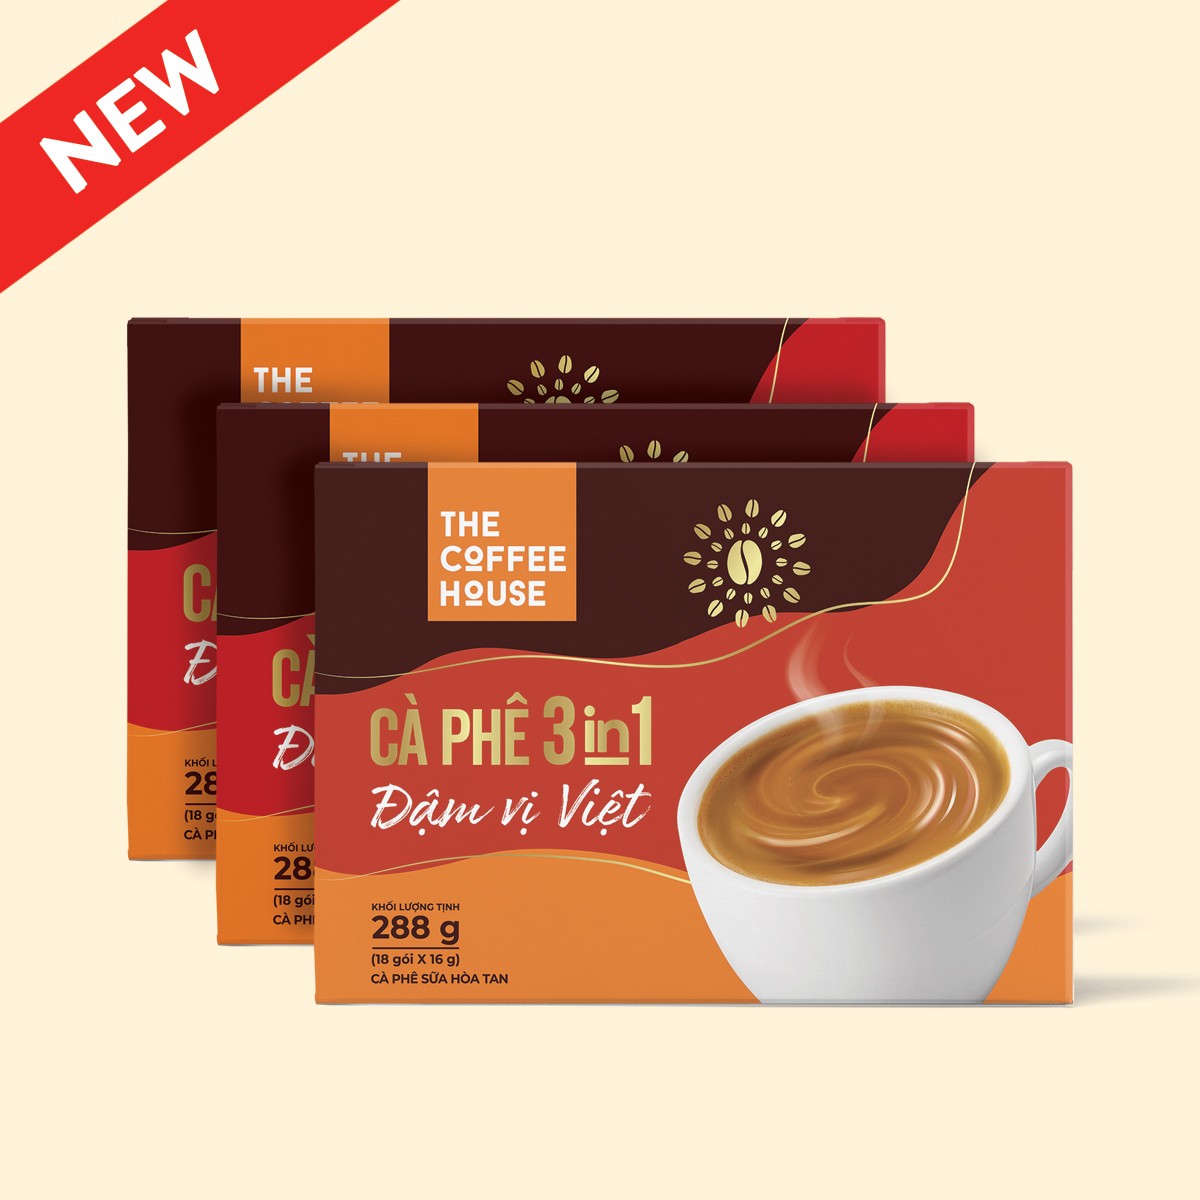 NEW
THE
THE
THE
COFFEE
HOUSE
CÀ PHÊ 3in1
Đậm vị Việt
KHỐI LƯỢNG TỊNH
288 g
(18 gói X 16 g)
CÀ PHÊ SỮA HÒA TAN